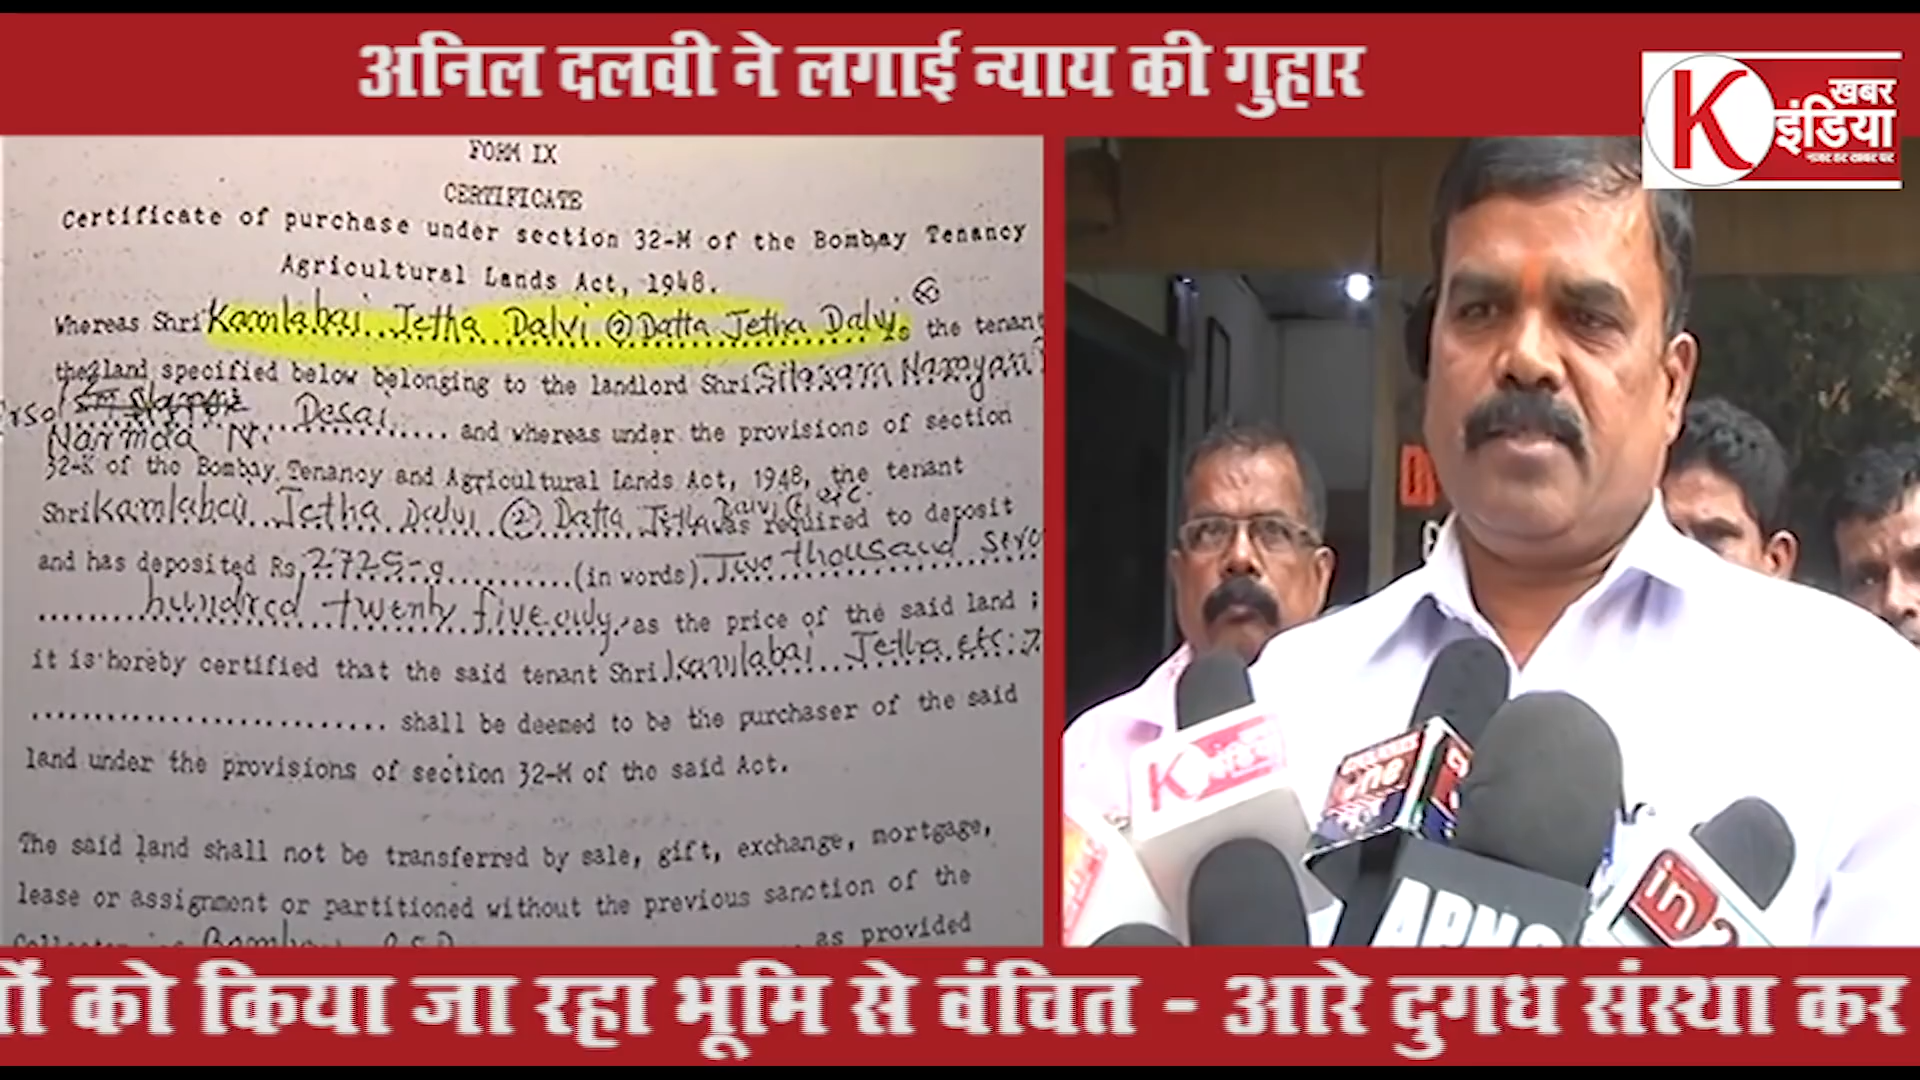 अनिल दलवी ने लगाई न्याय की गुहार
K खबर
इंडिया
FORM IX
CERTIFICATE
Certificate of purchase under section 32-M of the Bombay Tenancy
Agricultural Lands Act, 1948.
Whereas Shri Kamlabai Jetha Dalvi ② Datta Jetha Dalvi the tenant
the land specified below belonging to the landlord Shri Sitaram Narayan
Desai and whereas under the provisions of section
Narmda N.
32-K of the Bombay Tenancy and Agricultural Lands Act, 1948, the tenant
Shri Kamlabai Jetha Dalvi ② Datta Jetha Dalvi etc. was required to deposit
and has deposited Rs. 2725-9 (in words) Two thousand
hundred twenty five only. as the price of the said land ;
it is hereby certified that the said tenant Shri Kamlabai Jetha etc:
shall be deemed to be the purchaser of the said
land under the provisions of section 32-M of the said Act.
The said land shall not be transferred by sale, gift, exchange, mortgage,
lease or assignment or partitioned without the previous sanction of the
as provided
K इंडिया
in
को किया जा रहा भूमि से वंचित - आरे दुगध संस्था कर